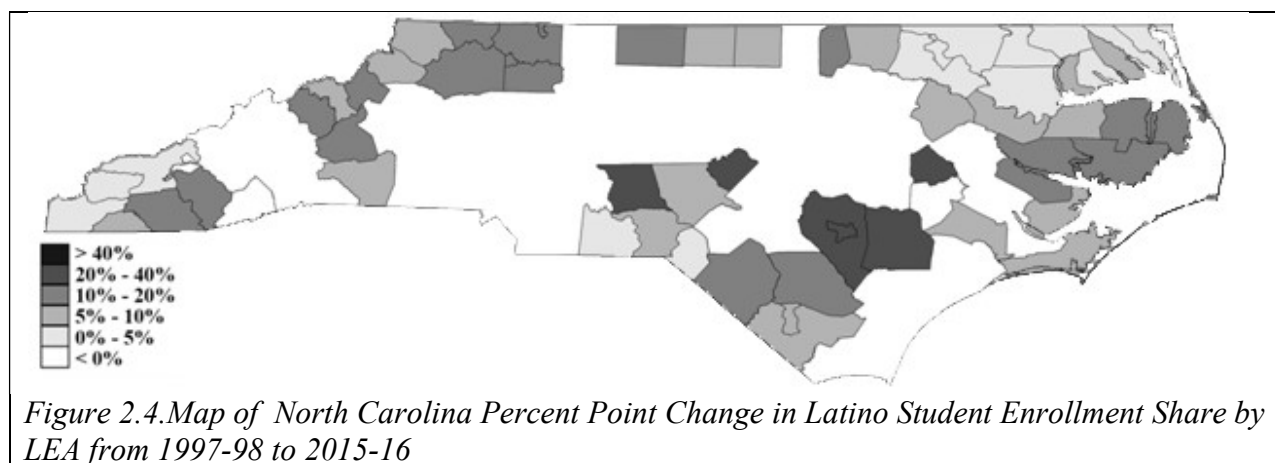 > 40%
20% - 40%
10% - 20%
5% - 10%
0% - 5%
< 0%
Figure 2.4.Map of  North Carolina Percent Point Change in Latino Student Enrollment Share by
LEA from 1997-98 to 2015-16